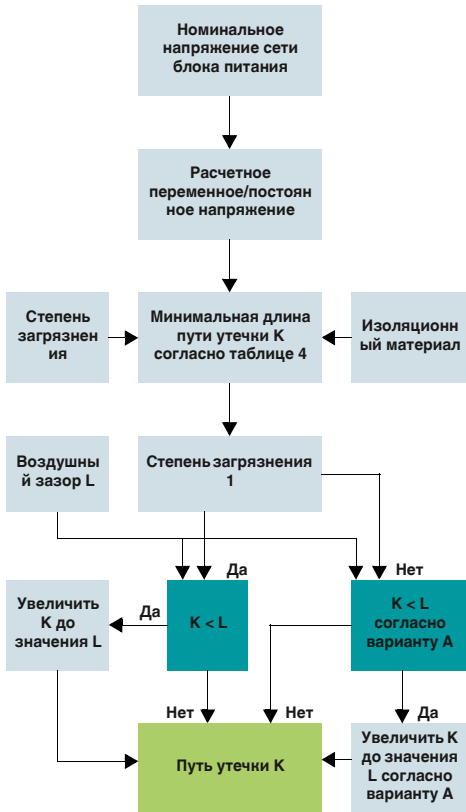 Номинальное
напряжение сети
блока питания
Расчетное
переменное/постоян
ное напряжение
Степень
загрязнен
ия
Минимальная длина
пути утечки К
согласно таблице 4
Изоляционн
ый материал
Воздушны
й зазор L
Степень загрязнения
1
Да
Нет
Увеличить
К до
значения L
Да
K < L
K < L
согласно
варианту А
Нет
Нет
Да
Путь утечки К
Увеличить К
до значения
L согласно
варианту А